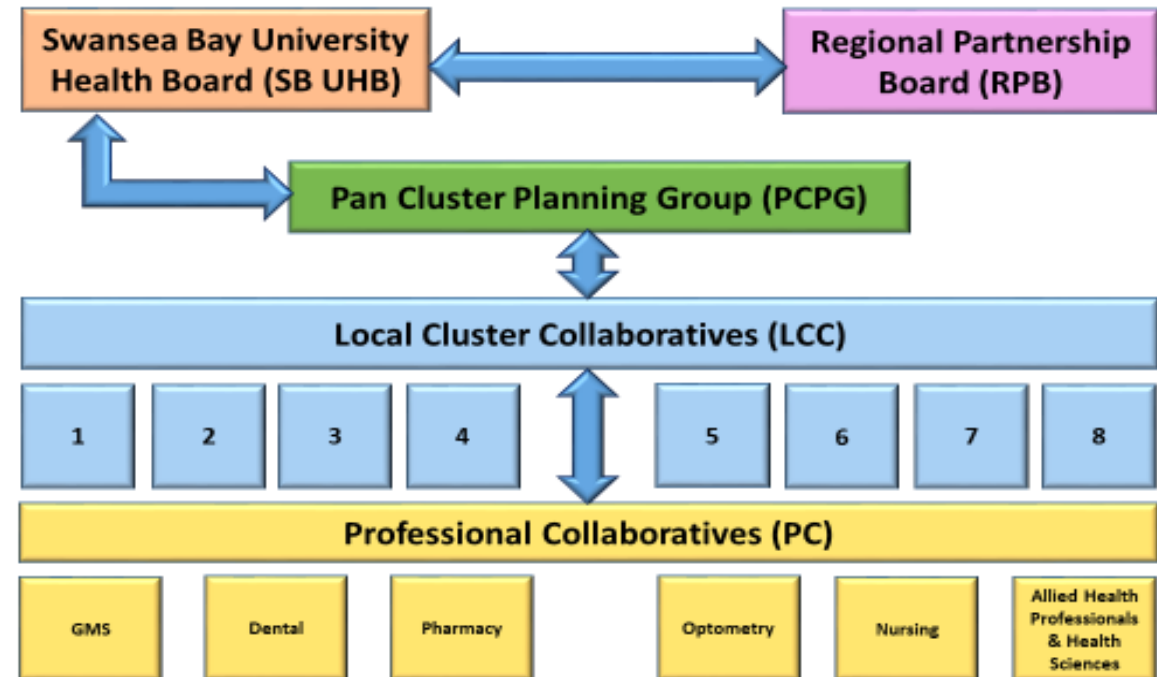 Swansea Bay University
Health Board (SB UHB)
Regional Partnership
Board (RPB)
Pan Cluster Planning Group (PCPG)
Local Cluster Collaboratives (LCC)
1
2
3
4
5
6
7
8
Professional Collaboratives (PC)
GMS
Dental
Pharmacy
Optometry
Nursing
Allied Health
Professionals
& Health
Sciences